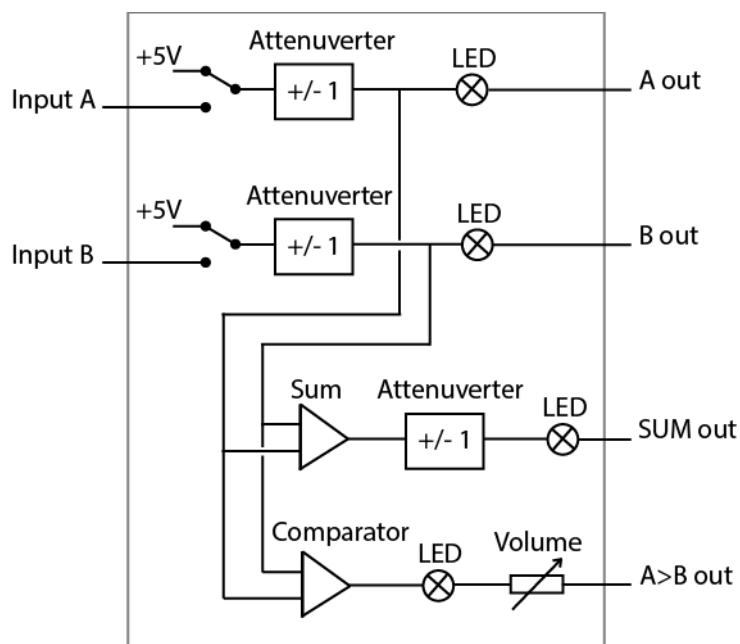 Attenuverter
+5V
LED
Input A
+/- 1
A out
Attenuverter
+5V
LED
Input B
+/- 1
B out
Sum
Attenuverter
LED
+/- 1
SUM out
Comparator
LED
Volume
A>B out